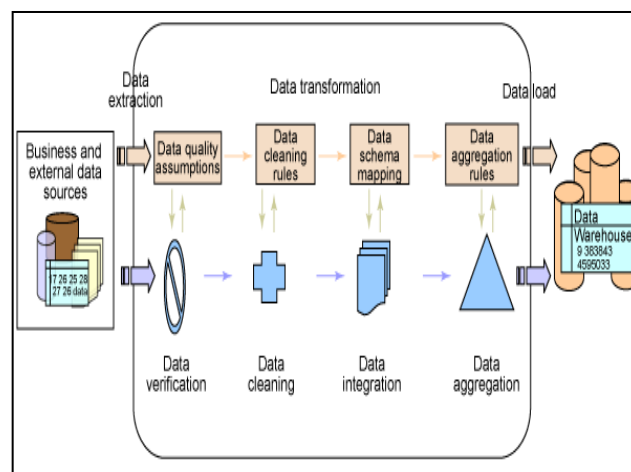 Data
extraction
Data transformation
Data load
Business and
external data
sources
Data quality
assumptions
Data
cleaning
rules
Data
schema
mapping
Data
aggregation
rules
17 26 25 28
27 26 data
Data
Warehouse
9 383843
4595033
Data
verification
Data
cleaning
Data
integration
Data
aggregation